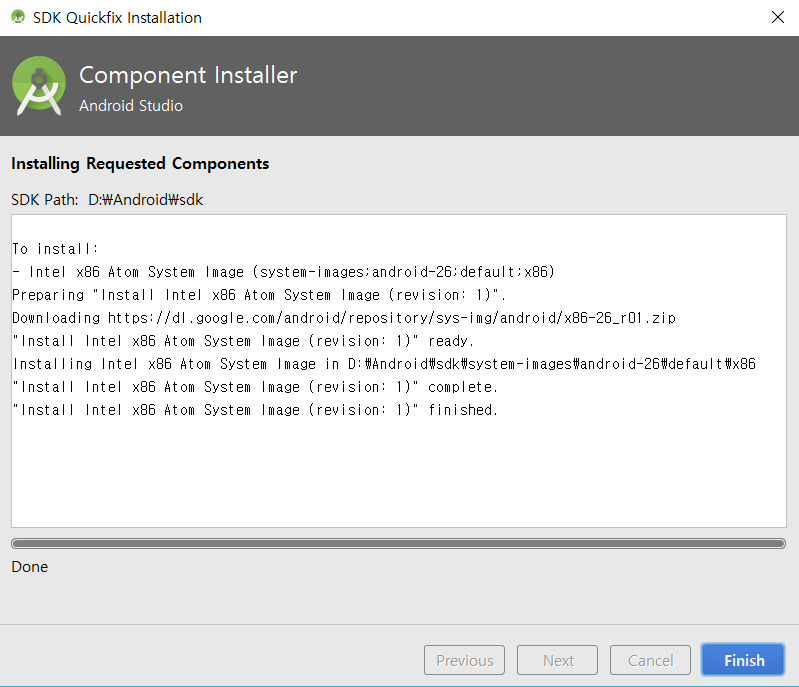 SDK Quickfix Installation
Component Installer
Android Studio
Installing Requested Components
SDK Path: D:₩Android₩sdk
To install:
- Intel x86 Atom System Image (system-images;android-26;default;x86)
Preparing "Install Intel x86 Atom System Image (revision: 1)".
Downloading https://dl.google.com/android/repository/sys-img/android/x86-26_r01.zip
"Install Intel x86 Atom System Image (revision: 1)" ready.
Installing Intel x86 Atom System Image in D:₩Android₩sdk₩system-images₩android-26₩default₩x86
"Install Intel x86 Atom System Image (revision: 1)" complete.
"Install Intel x86 Atom System Image (revision: 1)" finished.
Done
Previous Next Cancel Finish